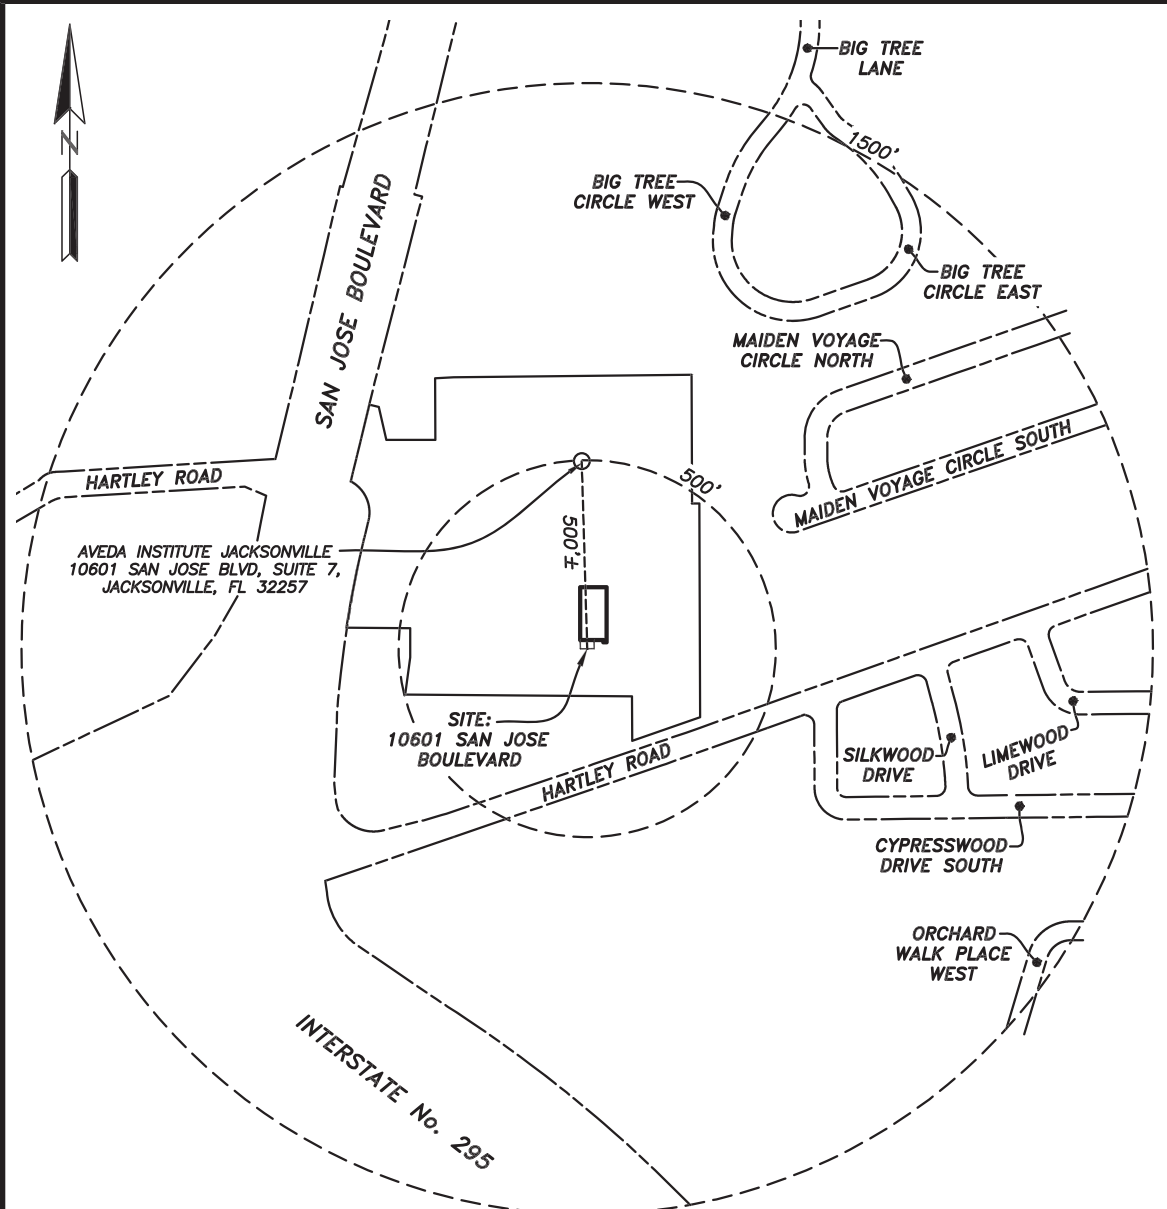 BIG TREE
LANE
N
1500'
BIG TREE
CIRCLE WEST
SAN JOSE BOULEVARD
BIG TREE
CIRCLE EAST
MAIDEN VOYAGE
CIRCLE NORTH
MAIDEN VOYAGE CIRCLE SOUTH
HARTLEY ROAD
500'
500'±
AVEDA INSTITUTE JACKSONVILLE
10601 SAN JOSE BLVD, SUITE 7,
JACKSONVILLE, FL 32257
SITE:
10601 SAN JOSE
BOULEVARD
HARTLEY ROAD
SILKWOOD
DRIVE
LIMEWOOD
DRIVE
CYPRESSWOOD
DRIVE SOUTH
ORCHARD
WALK PLACE
WEST
INTERSTATE No. 295